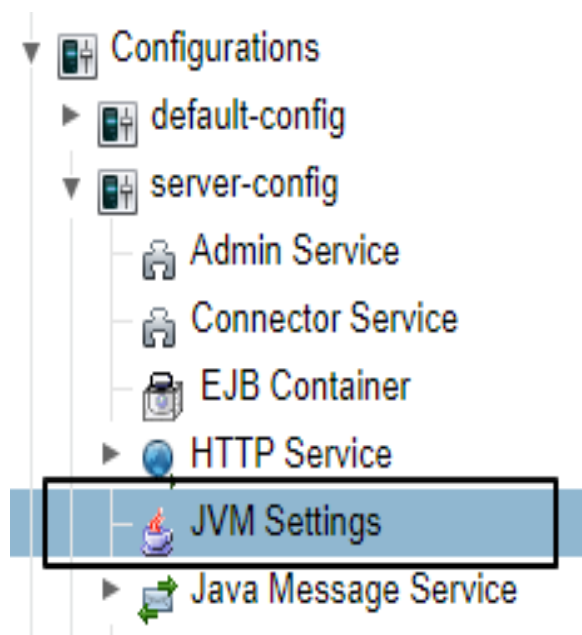 Configurations
default-config
server-config
Admin Service
Connector Service
EJB Container
HTTP Service
JVM Settings
Java Message Service